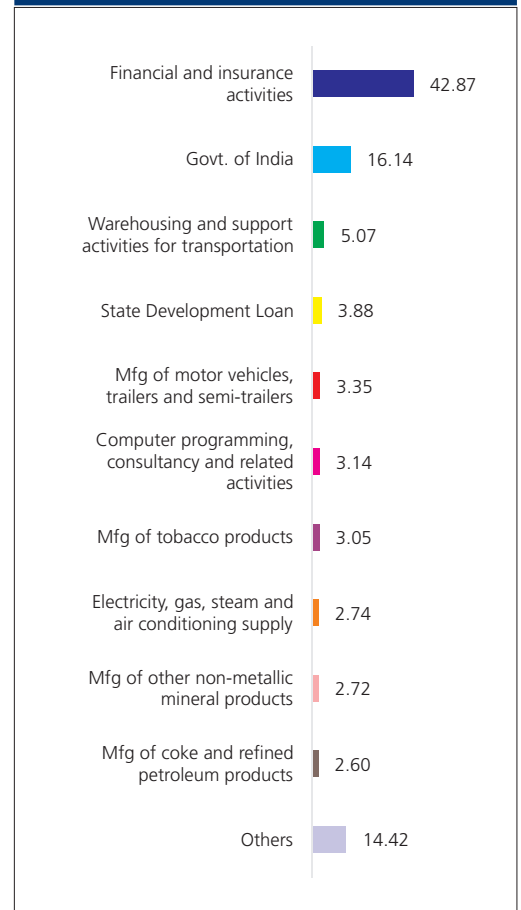 Financial and insurance
activities
42.87
Govt. of India
16.14
Warehousing and support
activities for transportation
5.07
State Development Loan
3.88
Mfg of motor vehicles,
trailers and semi-trailers
3.35
Computer programming,
consultancy and related
activities
3.14
Mfg of tobacco products
3.05
Electricity, gas, steam and
air conditioning supply
2.74
Mfg of other non-metallic
mineral products
2.72
Mfg of coke and refined
petroleum products
2.60
Others
14.42